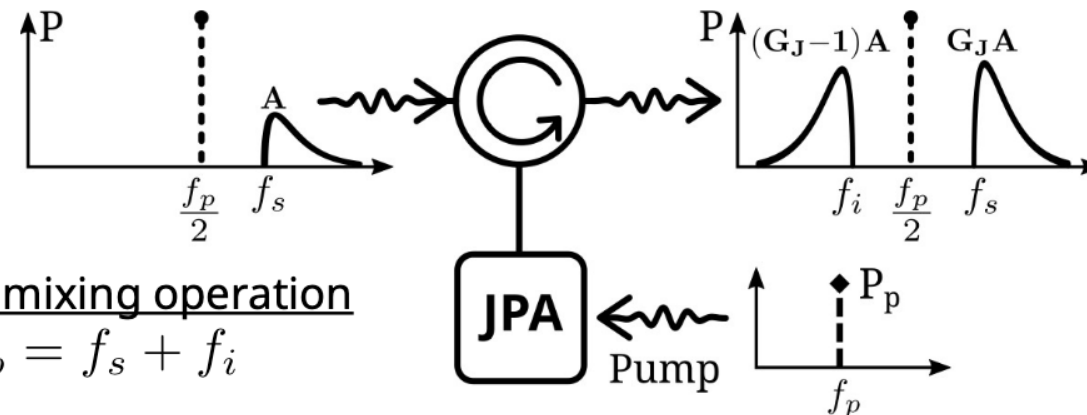 P
A
f_p/2
f_s
P
(G_J−1)A
G_JA
f_i
f_p/2
f_s
mixing operation
= f_s + f_i
JPA
Pump
P_p
f_p